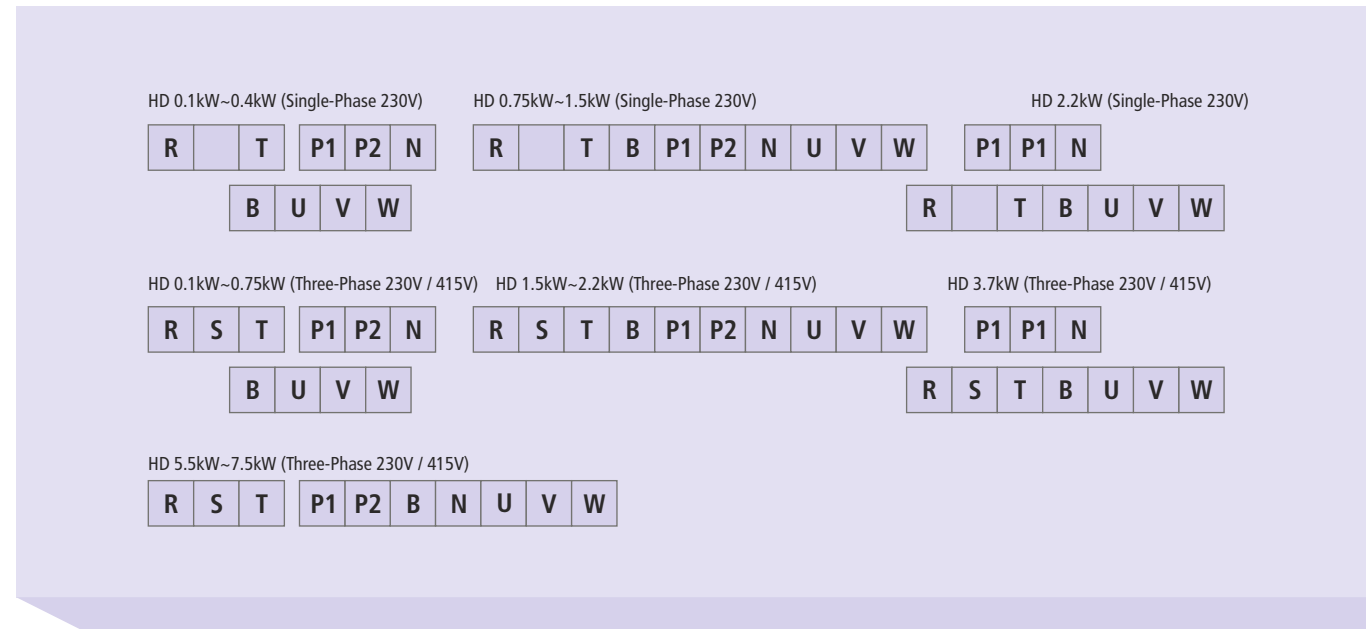 HD 0.1kW~0.4kW (Single-Phase 230V) HD 0.75kW~1.5kW (Single-Phase 230V) HD 2.2kW (Single-Phase 230V)
R T P1 P2 N R T B P1 P2 N U V W P1 P1 N
B U V W R T B U V W
HD 0.1kW~0.75kW (Three-Phase 230V / 415V) HD 1.5kW~2.2kW (Three-Phase 230V / 415V) HD 3.7kW (Three-Phase 230V / 415V)
R S T P1 P2 N R S T B P1 P2 N U V W P1 P1 N
B U V W R S T B U V W
HD 5.5kW~7.5kW (Three-Phase 230V / 415V)
R S T P1 P2 B N U V W